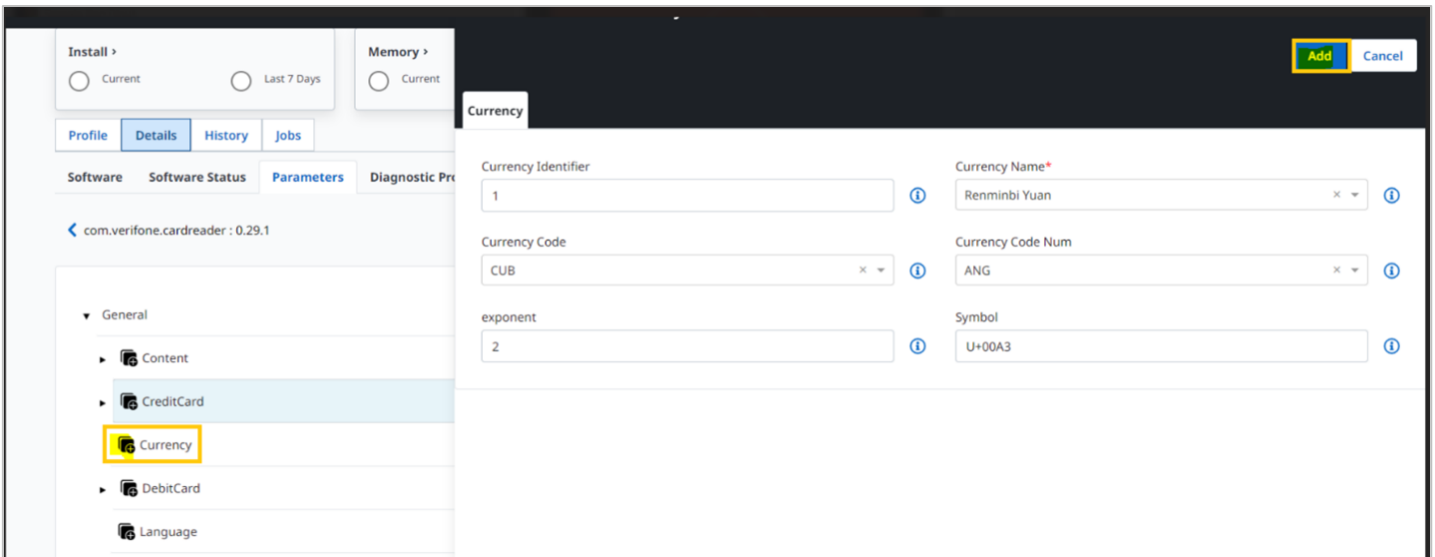 Install ›
Current
Last 7 Days
Memory ›
Current
Add
Cancel
Profile
Details
History
Jobs
Software
Software Status
Parameters
Diagnostic Pr
com.verifone.cardreader : 0.29.1
General
Content
CreditCard
Currency
DebitCard
Language
Currency
Currency Identifier
1
Currency Name*
Renminbi Yuan
Currency Code
CUB
Currency Code Num
ANG
exponent
2
Symbol
U+00A3